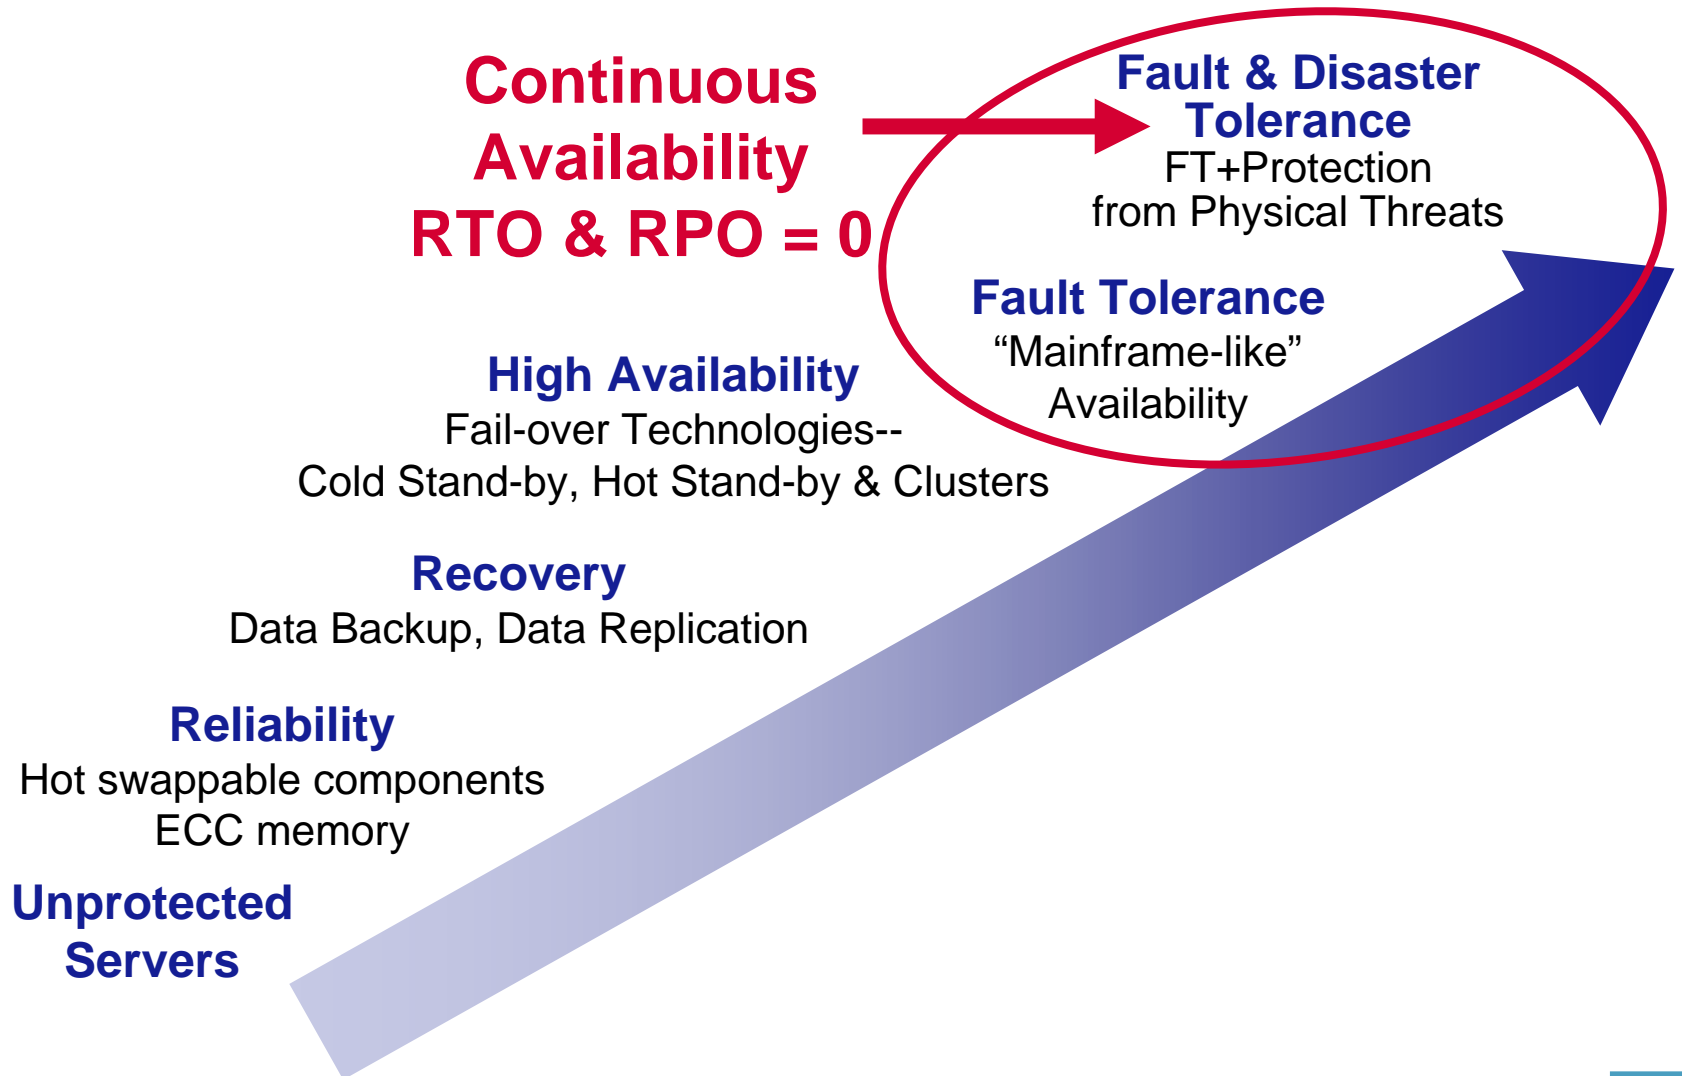 Continuous
Availability
RTO & RPO = 0
Fault & Disaster
Tolerance
FT+Protection
from Physical Threats
Fault Tolerance
“Mainframe-like”
Availability
High Availability
Fail-over Technologies--
Cold Stand-by, Hot Stand-by & Clusters
Recovery
Data Backup, Data Replication
Reliability
Hot swappable components
ECC memory
Unprotected
Servers